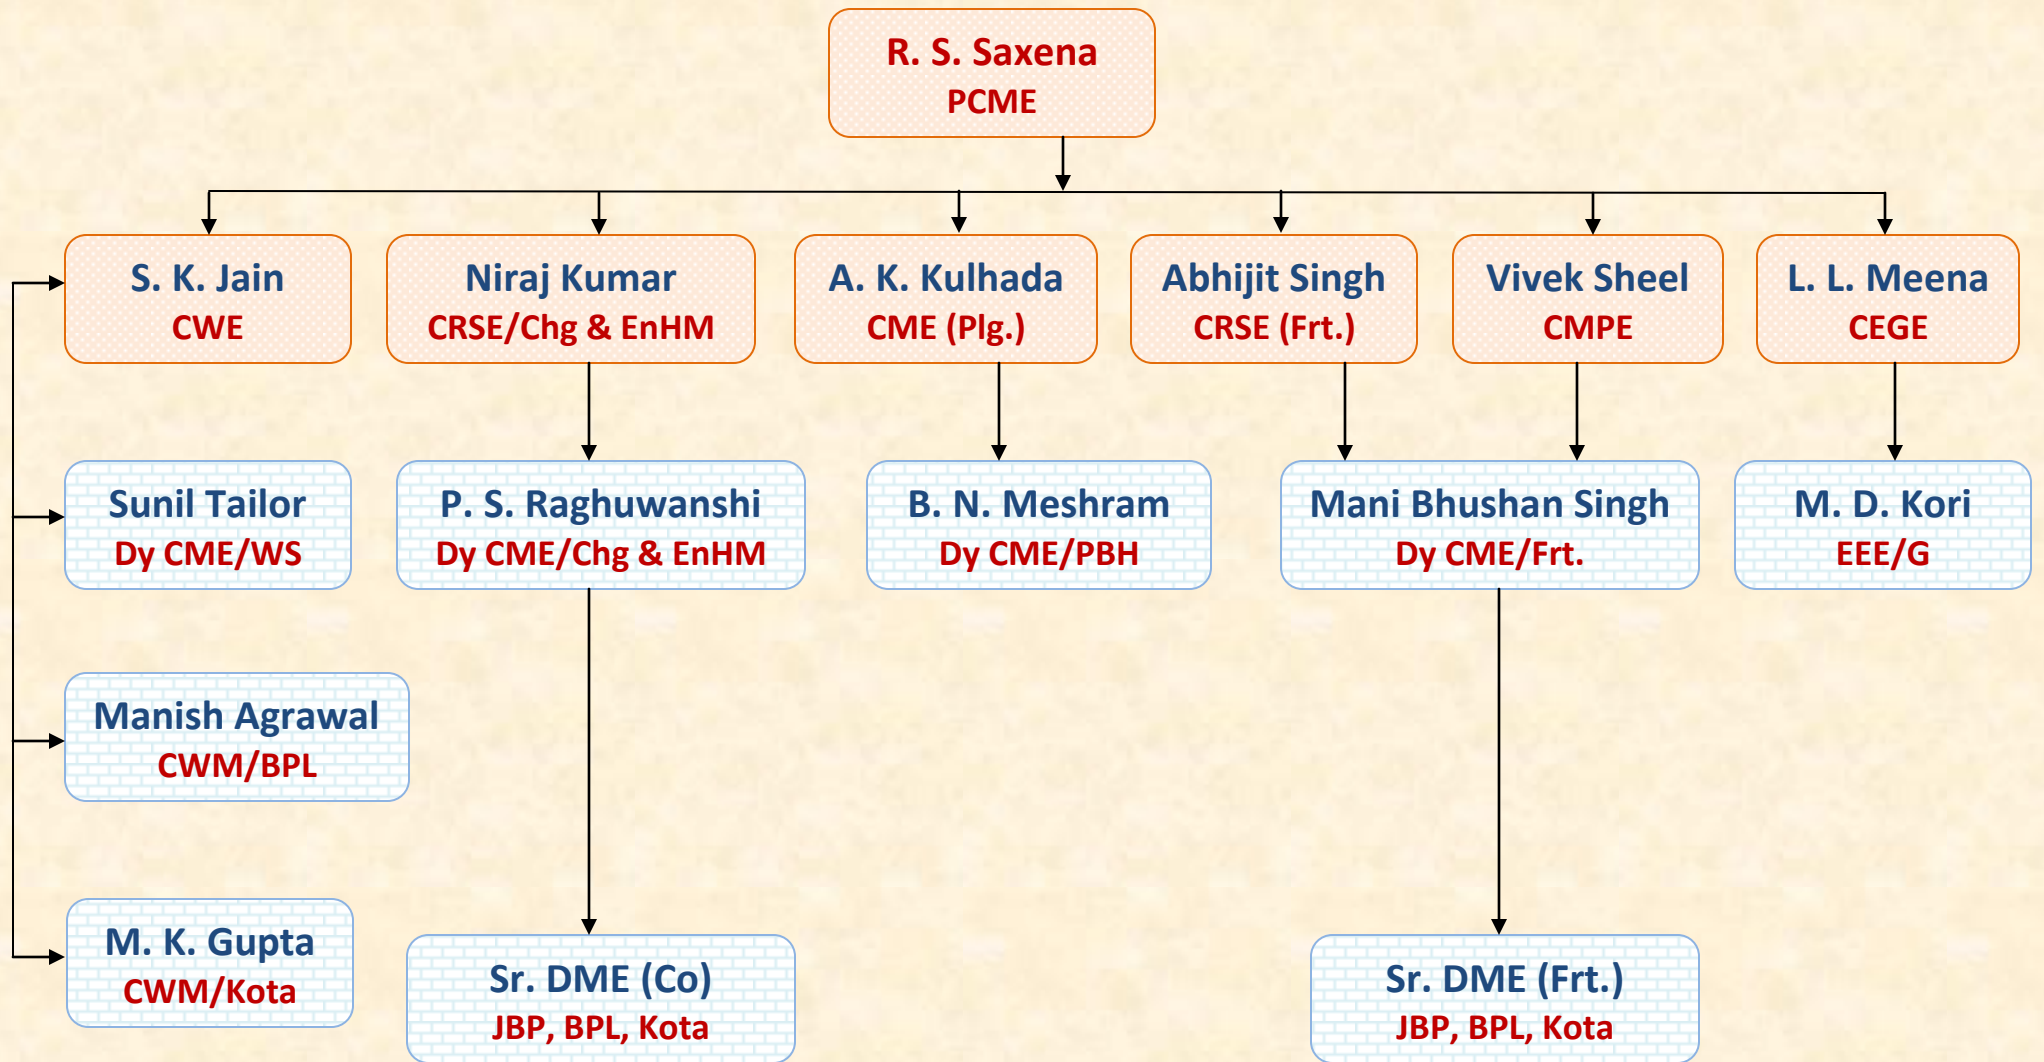 R. S. Saxena
PCME
S. K. Jain
CWE
Niraj Kumar
CRSE/Chg & EnHM
A. K. Kulhada
CME (Plg.)
Abhijit Singh
CRSE (Frt.)
Vivek Sheel
CMPE
L. L. Meena
CEGE
Sunil Tailor
Dy CME/WS
P. S. Raghuwanshi
Dy CME/Chg & EnHM
B. N. Meshram
Dy CME/PBH
Mani Bhushan Singh
Dy CME/Frt.
M. D. Kori
EEE/G
Manish Agrawal
CWM/BPL
M. K. Gupta
CWM/Kota
Sr. DME (Co)
JBP, BPL, Kota
Sr. DME (Frt.)
JBP, BPL, Kota